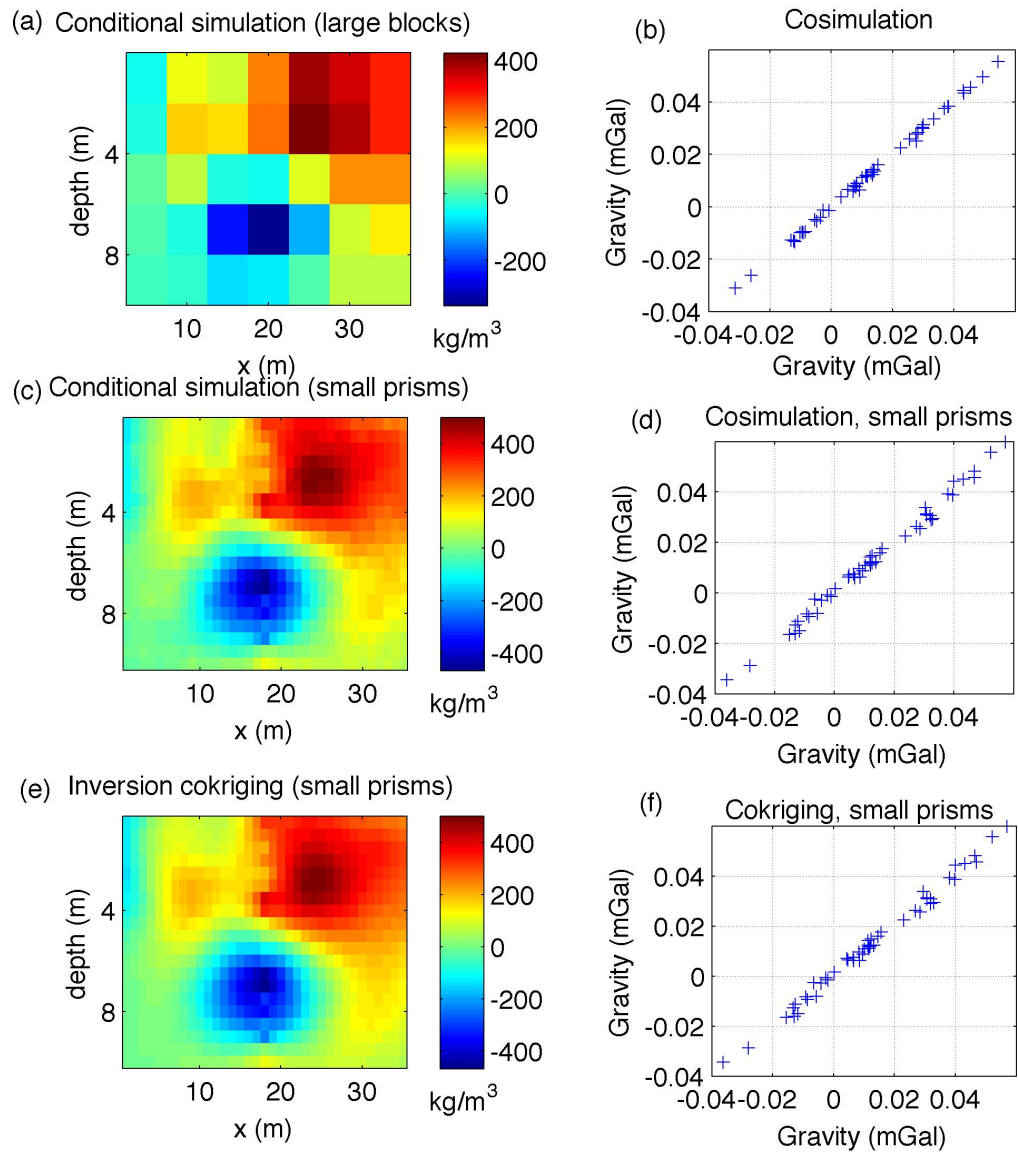 (a) Conditional simulation (large blocks)
depth (m)
4
8
10 20 30
x (m)
400
200
0
-200
kg/m³
(b) Cosimulation
Gravity (mGal)
0.04
0.02
0
-0.02
-0.04
-0.04 -0.02 0 0.02 0.04
Gravity (mGal)
(c) Conditional simulation (small prisms)
depth (m)
4
8
10 20 30
x (m)
400
200
0
-200
-400
kg/m³
(d) Cosimulation, small prisms
Gravity (mGal)
0.04
0.02
0
-0.02
-0.04
-0.04 -0.02 0 0.02 0.04
Gravity (mGal)
(e) Inversion cokriging (small prisms)
depth (m)
4
8
10 20 30
x (m)
400
200
0
-200
-400
kg/m³
(f) Cokriging, small prisms
Gravity (mGal)
0.04
0.02
0
-0.02
-0.04
-0.04 -0.02 0 0.02 0.04
Gravity (mGal)